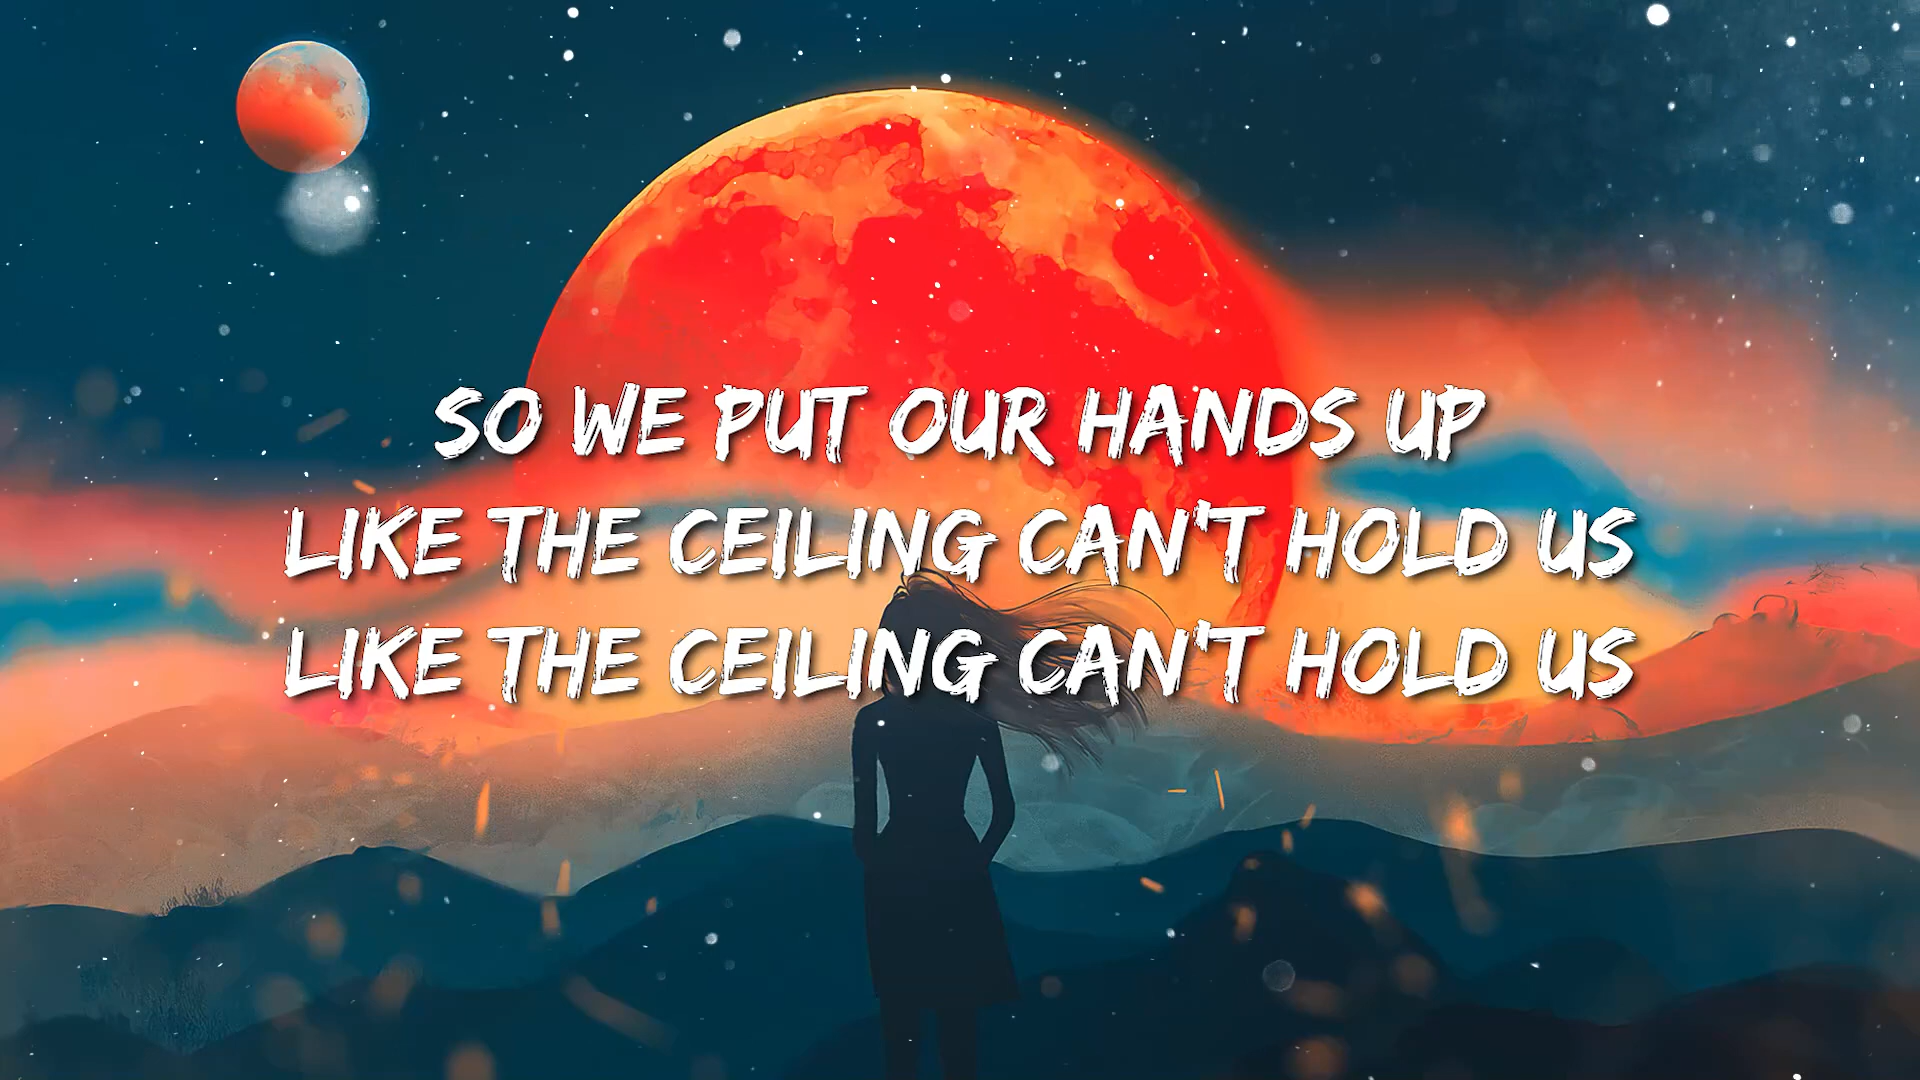 SO WE PUT OUR HANDS UP
LIKE THE CEILING CAN'T HOLD US
LIKE THE CEILING CAN'T HOLD US